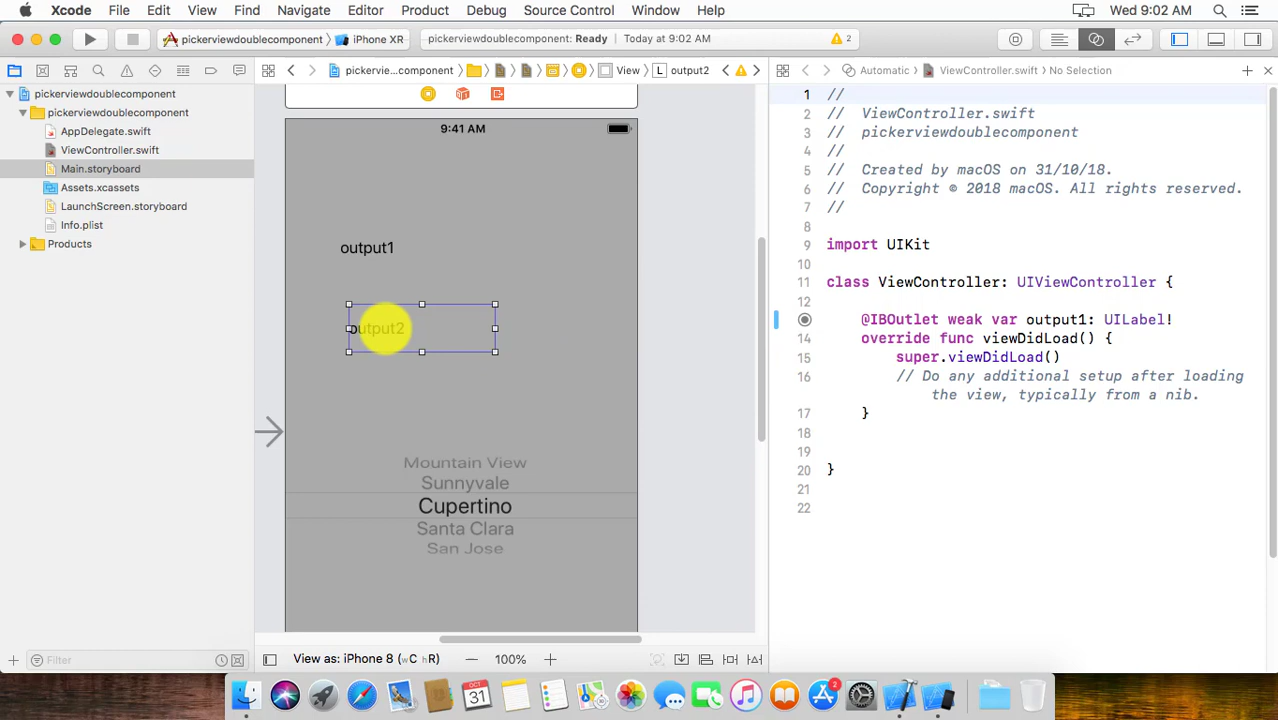 Xcode File Edit View Find Navigate Editor Product Debug Source Control Window Help Wed 9:02 AM
pickerviewdoublecomponent iPhone XR pickerviewdoublecomponent: Ready Today at 9:02 AM 2
pickervie...component View L output2 Automatic ViewController.swift No Selection
pickerviewdoublecomponent
pickerviewdoublecomponent
AppDelegate.swift
ViewController.swift
Main.storyboard
Assets.xcassets
LaunchScreen.storyboard
Info.plist
Products
9:41 AM
output1
output2
Mountain View
Sunnyvale
Cupertino
Santa Clara
San Jose
1 //
2 // ViewController.swift
3 // pickerviewdoublecomponent
4 //
5 // Created by macOS on 31/10/18.
6 // Copyright © 2018 macOS. All rights reserved.
7 //
8
9 import UIKit
10
11 class ViewController: UIViewController {
12
@IBOutlet weak var output1: UILabel!
14 override func viewDidLoad() {
15 super.viewDidLoad()
16 // Do any additional setup after loading
the view, typically from a nib.
17 }
18
19
20 }
21
22
Filter
View as: iPhone 8 (wC hR) — 100% +
OCT
31
2